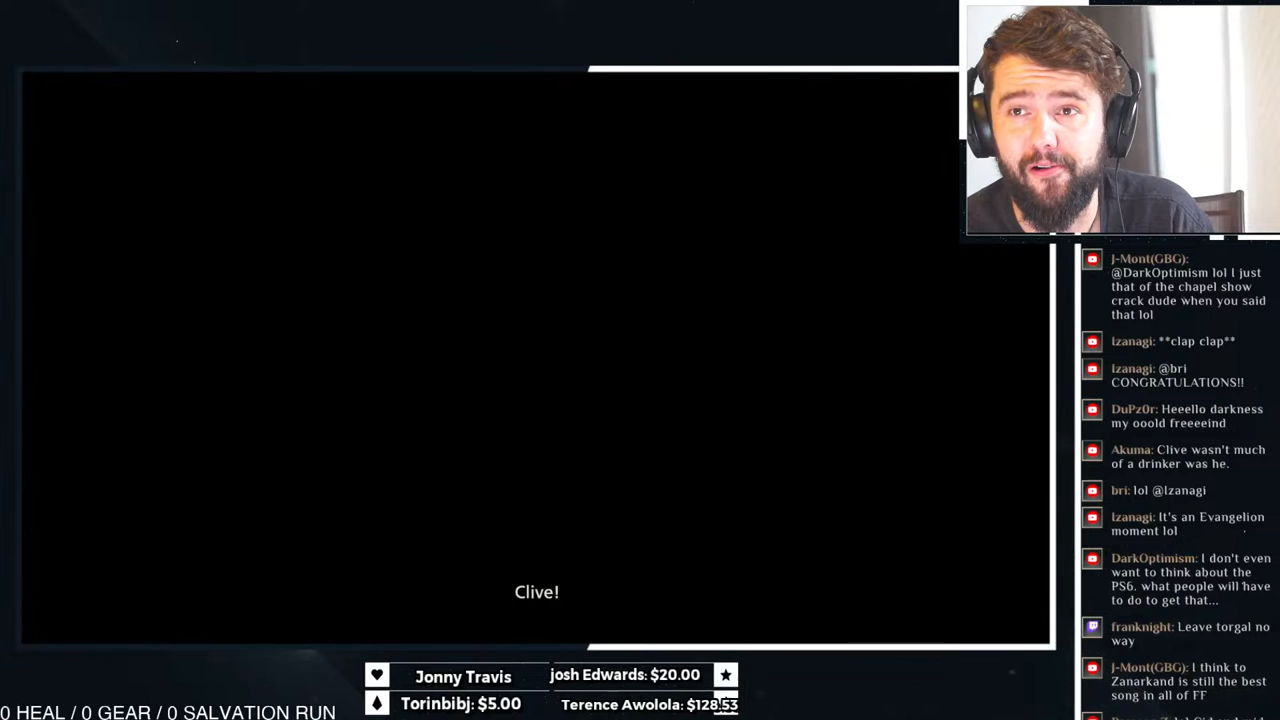 J-Mont(GBG):
@DarkOptimism lol I just
that of the chapel show
crack dude when you said
that lol
Izanagi: **clap clap**
Izanagi: @bri
CONGRATULATIONS!!
DuPz0r: Heeello darkness
my ooold freeeeind
Akuma: Clive wasn't much
of a drinker was he.
bri: lol @Izanagi
Izanagi: It's an Evangelion
moment lol
DarkOptimism: I don't even
want to think about the
PS6. what people will have
to do to get that...
franknight: Leave torgal no
way
J-Mont(GBG): I think to
Zanarkand is still the best
song in all of FF
Clive!
Jonny Travis
josh Edwards: $20.00
Torinbibj: $5.00
Terence Awolola: $128.53
0 HEAL / 0 GEAR / 0 SALVATION RUN